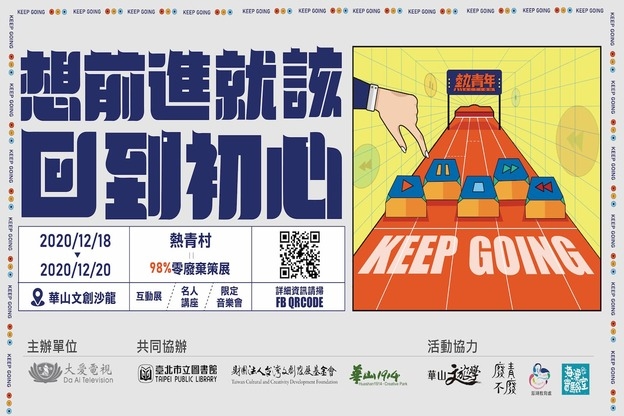 KEEP GOING
想前進就該
回到初心
2020/12/18
2020/12/20
華山文創沙龍
熱青村
98%零廢棄策展
互動展 / 名人講座 / 限定音樂會
詳細資訊請掃
FB QRCODE
熱青年
KEEP GOING
主辦單位
大愛電視
Da Ai Television
共同協辦
臺北市立圖書館
TAIPEI PUBLIC LIBRARY
財團法人台灣文創發展基金會
Taiwan Cultural and Creativity Development Foundation
華山1914
Huashan1914 · Creative Park
活動協力
華山文遊學
廢青不廢